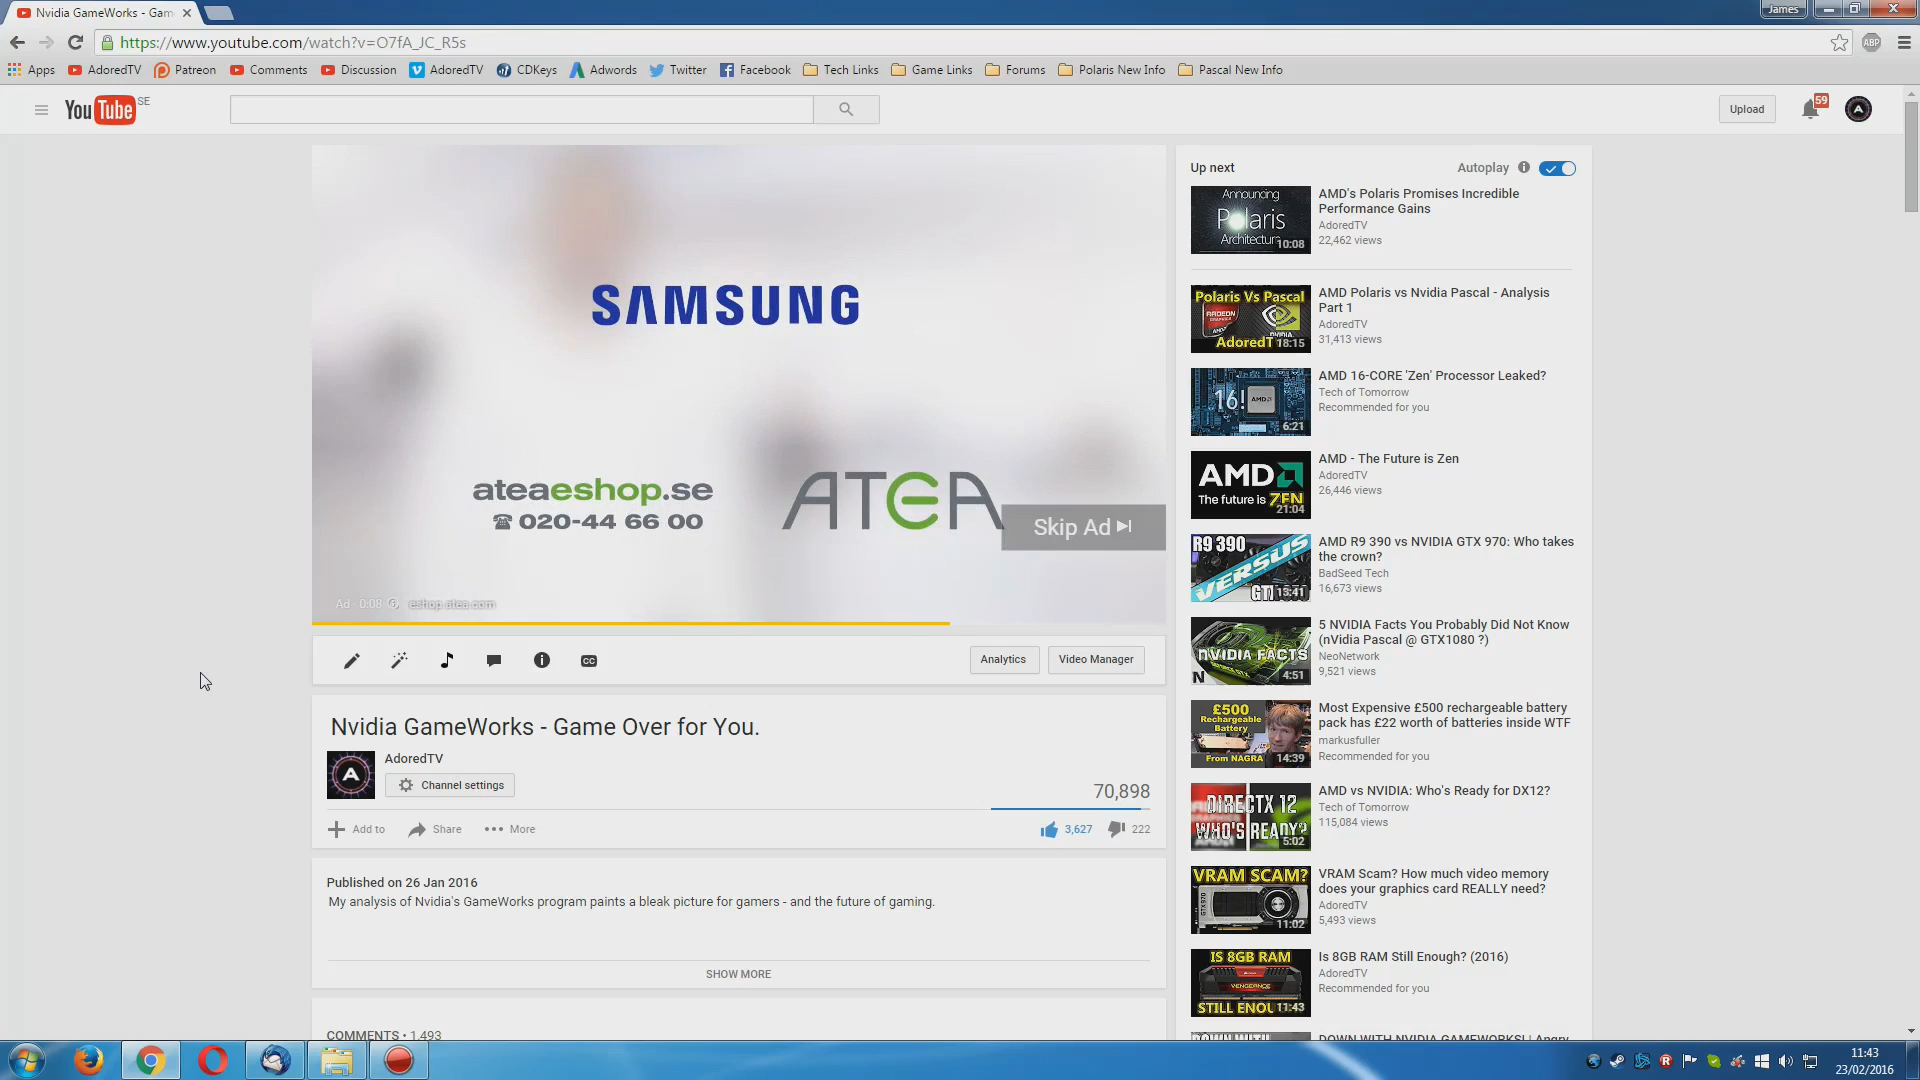 Nvidia GameWorks - Gam
James
https://www.youtube.com/watch?v=O7fA_JC_R5s
ABP
Apps
AdoredTV
Patreon
Comments
Discussion
AdoredTV
CDKeys
Adwords
Twitter
Facebook
Tech Links
Game Links
Forums
Polaris New Info
Pascal New Info
YouTube SE
Upload
59
SAMSUNG
ateaeshop.se
020-44 66 00
ATEA
Skip Ad
Ad · 0:08
eshop.atea.com
Analytics
Video Manager
Nvidia GameWorks - Game Over for You.
AdoredTV
Channel settings
70,898
Add to
Share
More
3,627
222
Published on 26 Jan 2016
My analysis of Nvidia's GameWorks program paints a bleak picture for gamers - and the future of gaming.
SHOW MORE
COMMENTS • 1,493
Up next
Autoplay
Announcing
Polaris
Architecture
10:08
AMD's Polaris Promises Incredible
Performance Gains
AdoredTV
22,462 views
Polaris Vs Pascal
RADEON
GRAPHICS
AMD
NVIDIA
AdoredT
18:15
AMD Polaris vs Nvidia Pascal - Analysis
Part 1
AdoredTV
31,413 views
16!
AMD
6:21
AMD 16-CORE 'Zen' Processor Leaked?
Tech of Tomorrow
Recommended for you
AMD
The future is ZEN
21:04
AMD - The Future is Zen
AdoredTV
26,446 views
R9 390
VERSUS
GT
13:41
AMD R9 390 vs NVIDIA GTX 970: Who takes
the crown?
BadSeed Tech
16,673 views
NVIDIA FACTS
N
4:51
5 NVIDIA Facts You Probably Did Not Know
(nVidia Pascal @ GTX1080 ?)
NeoNetwork
9,521 views
£500
Rechargeable
Battery
From NAGRA
14:39
Most Expensive £500 rechargeable battery
pack has £22 worth of batteries inside WTF
markusfuller
Recommended for you
DIRECTX 12
WHO'S READY?
5:02
AMD vs NVIDIA: Who's Ready for DX12?
Tech of Tomorrow
115,084 views
VRAM SCAM?
11:02
VRAM Scam? How much video memory
does your graphics card REALLY need?
AdoredTV
5,493 views
IS 8GB RAM
VENGEANCE
STILL ENOU
11:43
Is 8GB RAM Still Enough? (2016)
AdoredTV
Recommended for you
DOWN WITH NVIDIA GAMEWORKS! | Angry
11:43
23/02/2016